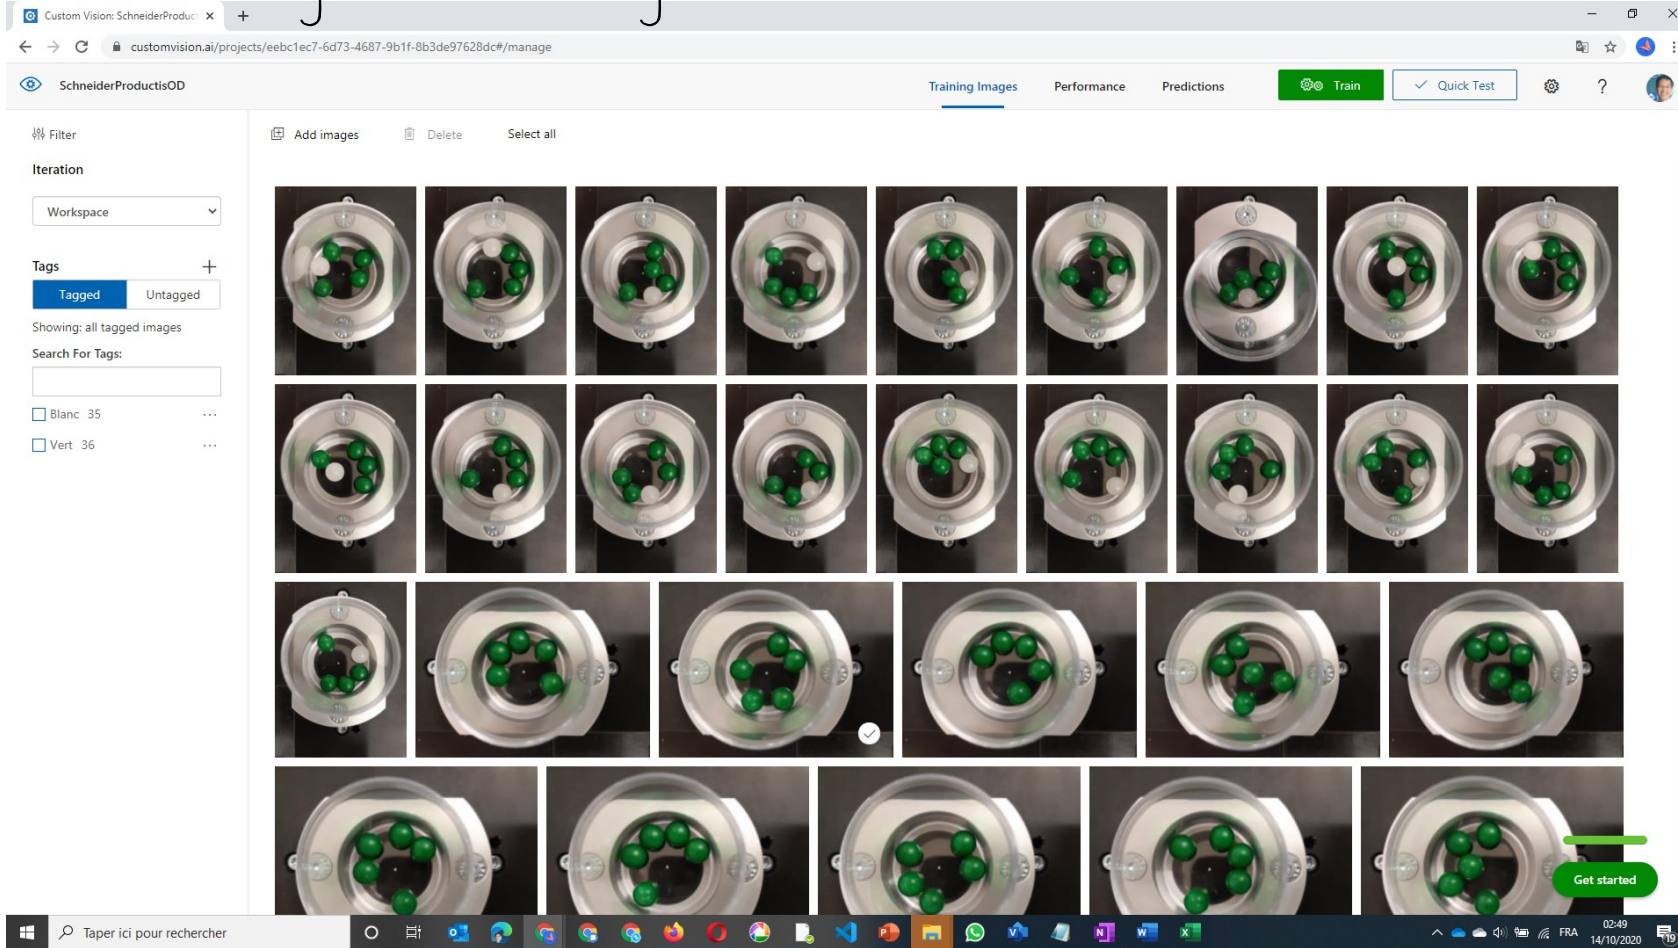 Custom Vision: SchneiderProduct
customvision.ai/projects/eebc1ec7-6d73-4687-9b1f-8b3de97628dc#/manage
SchneiderProductisOD
Training Images
Performance
Predictions
Train
Quick Test
?
Filter
Add images
Delete
Select all
Iteration
Workspace
Tags
Tagged
Untagged
Showing: all tagged images
Search For Tags:
Blanc 35
Vert 36
Get started
Taper ici pour rechercher
FRA
02:49
14/10/2020